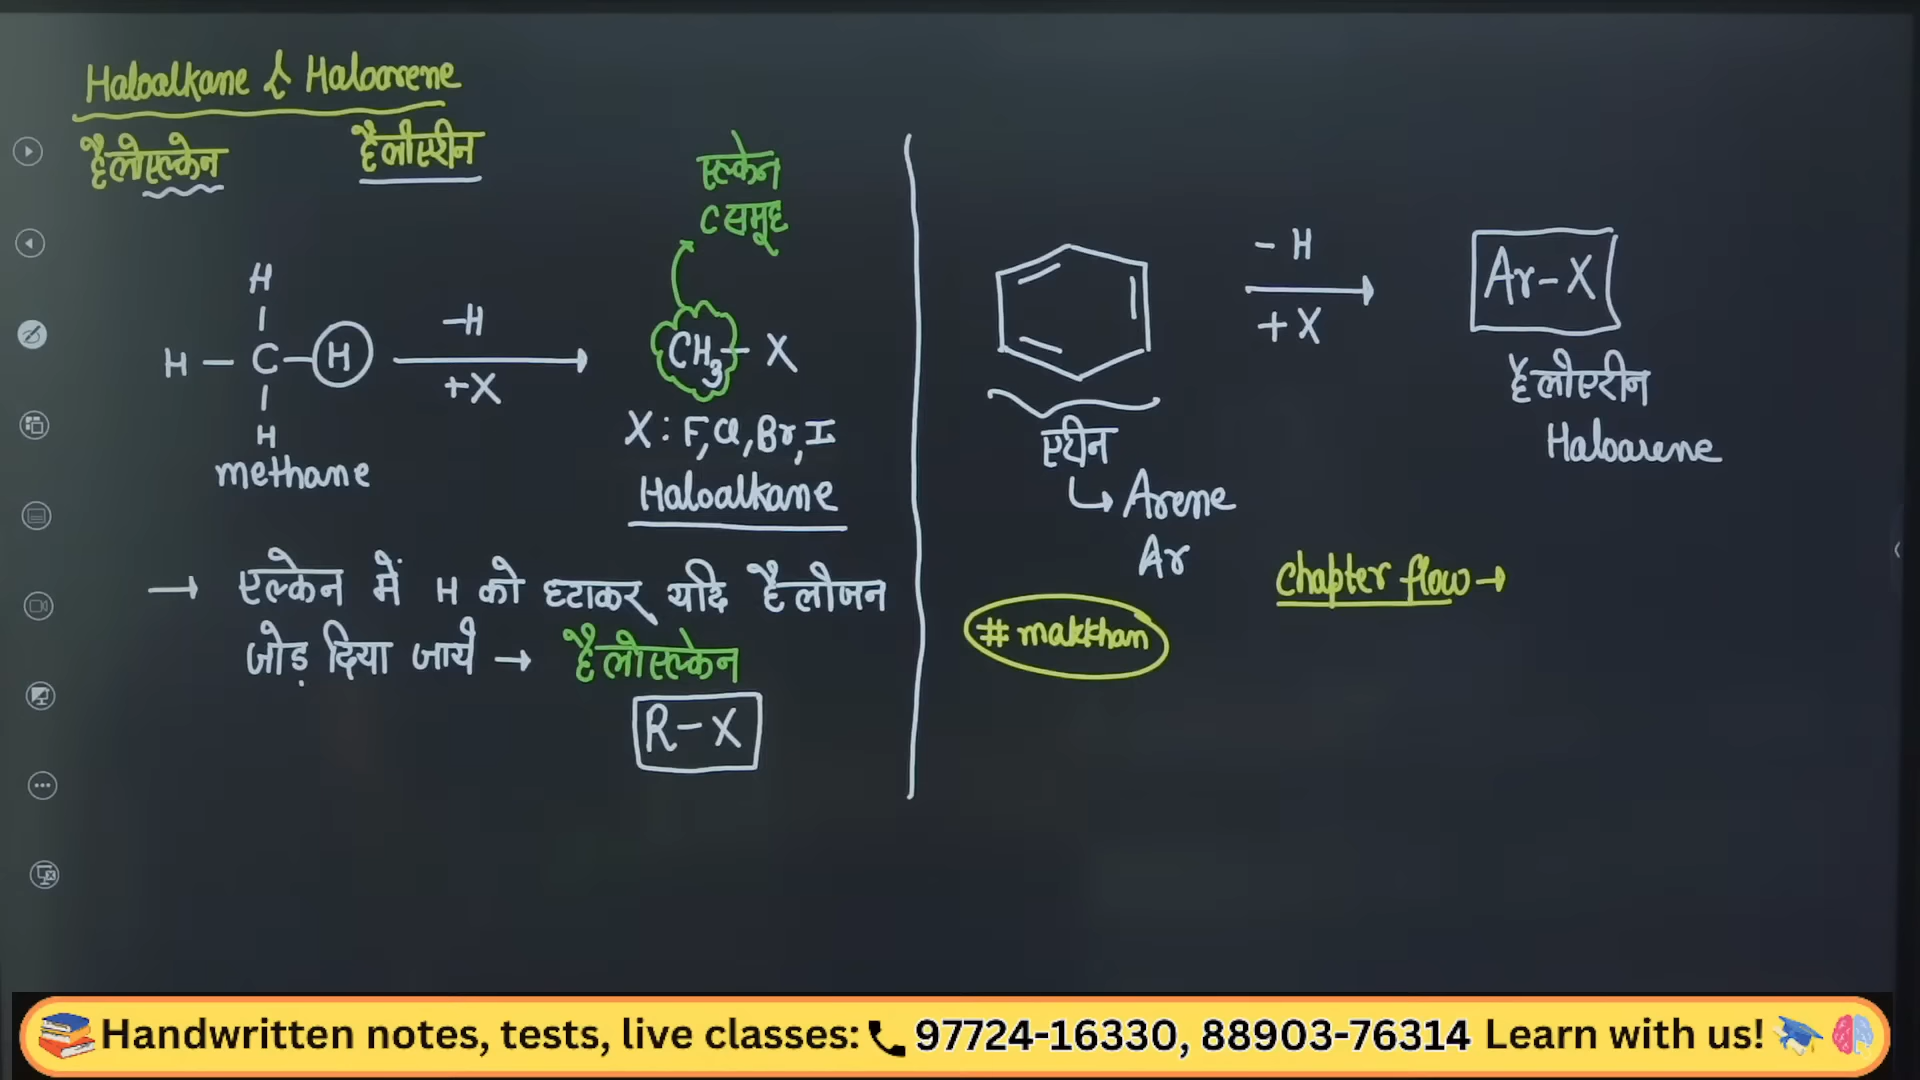 Haloalkane & Haloarene
हैलोएल्केन हैलोएरीन
एल्केन
C समूह
H
H – C – H
H
methane
–H
+X
CH3 – X
X : F, Cl, Br, I
Haloalkane
→ एल्केन में H को हटाकर यदि हैलोजन
जोड़ दिया जाये → हैलोएल्केन
R – X
– H
+ X
Ar – X
हैलोएरीन
Haloarene
एरीन
↳ Arene
Ar
# makkhan
Chapter flow →
Handwritten notes, tests, live classes: 97724-16330, 88903-76314 Learn with us!